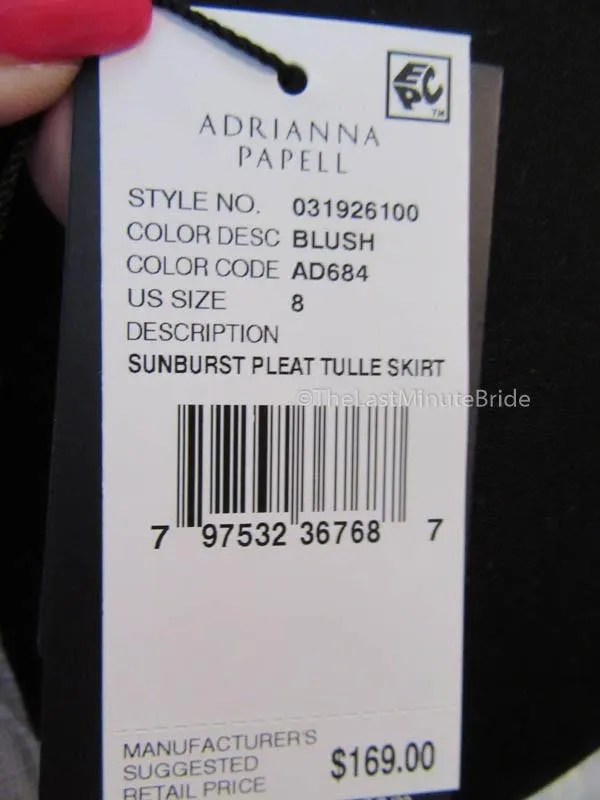 EPC™
ADRIANNA
PAPELL
STYLE NO. 031926100
COLOR DESC BLUSH
COLOR CODE AD684
US SIZE 8
DESCRIPTION
SUNBURST PLEAT TULLE SKIRT
©TheLastMinuteBride
7 97532 36768 7
MANUFACTURER'S
SUGGESTED
RETAIL PRICE
$169.00